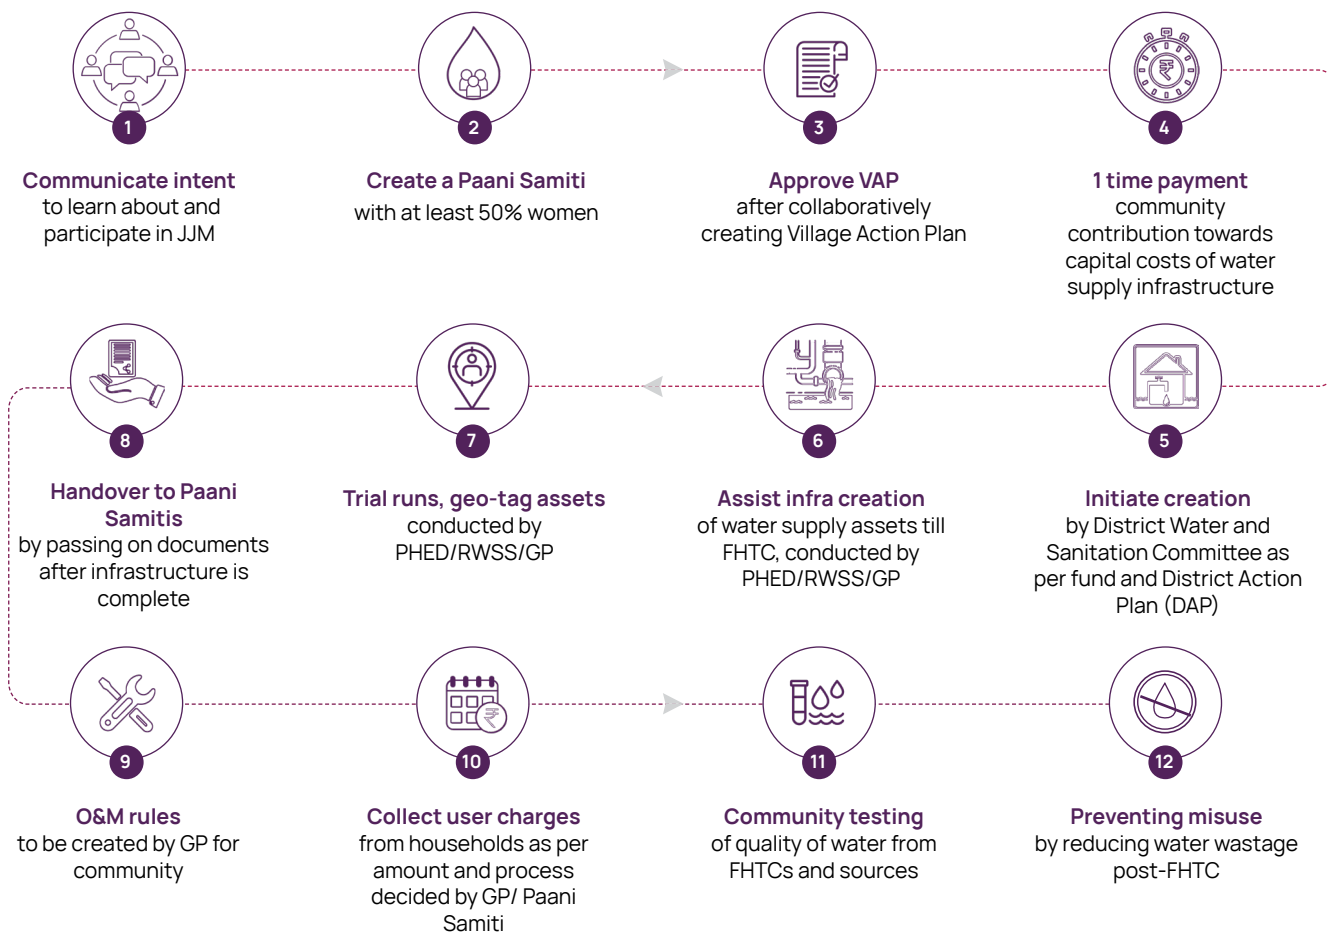 1
Communicate intent
to learn about and
participate in JJM
2
Create a Paani Samiti
with at least 50% women
3
Approve VAP
after collaboratively
creating Village Action Plan
₹
4
1 time payment
community
contribution towards
capital costs of water
supply infrastructure
5
Initiate creation
by District Water and
Sanitation Committee as
per fund and District Action
Plan (DAP)
6
Assist infra creation
of water supply assets till
FHTC, conducted by
PHED/RWSS/GP
7
Trial runs, geo-tag assets
conducted by
PHED/RWSS/GP
8
Handover to Paani
Samitis
by passing on documents
after infrastructure is
complete
9
O&M rules
to be created by GP for
community
₹
10
Collect user charges
from households as per
amount and process
decided by GP/ Paani
Samiti
11
Community testing
of quality of water from
FHTCs and sources
12
Preventing misuse
by reducing water wastage
post-FHTC